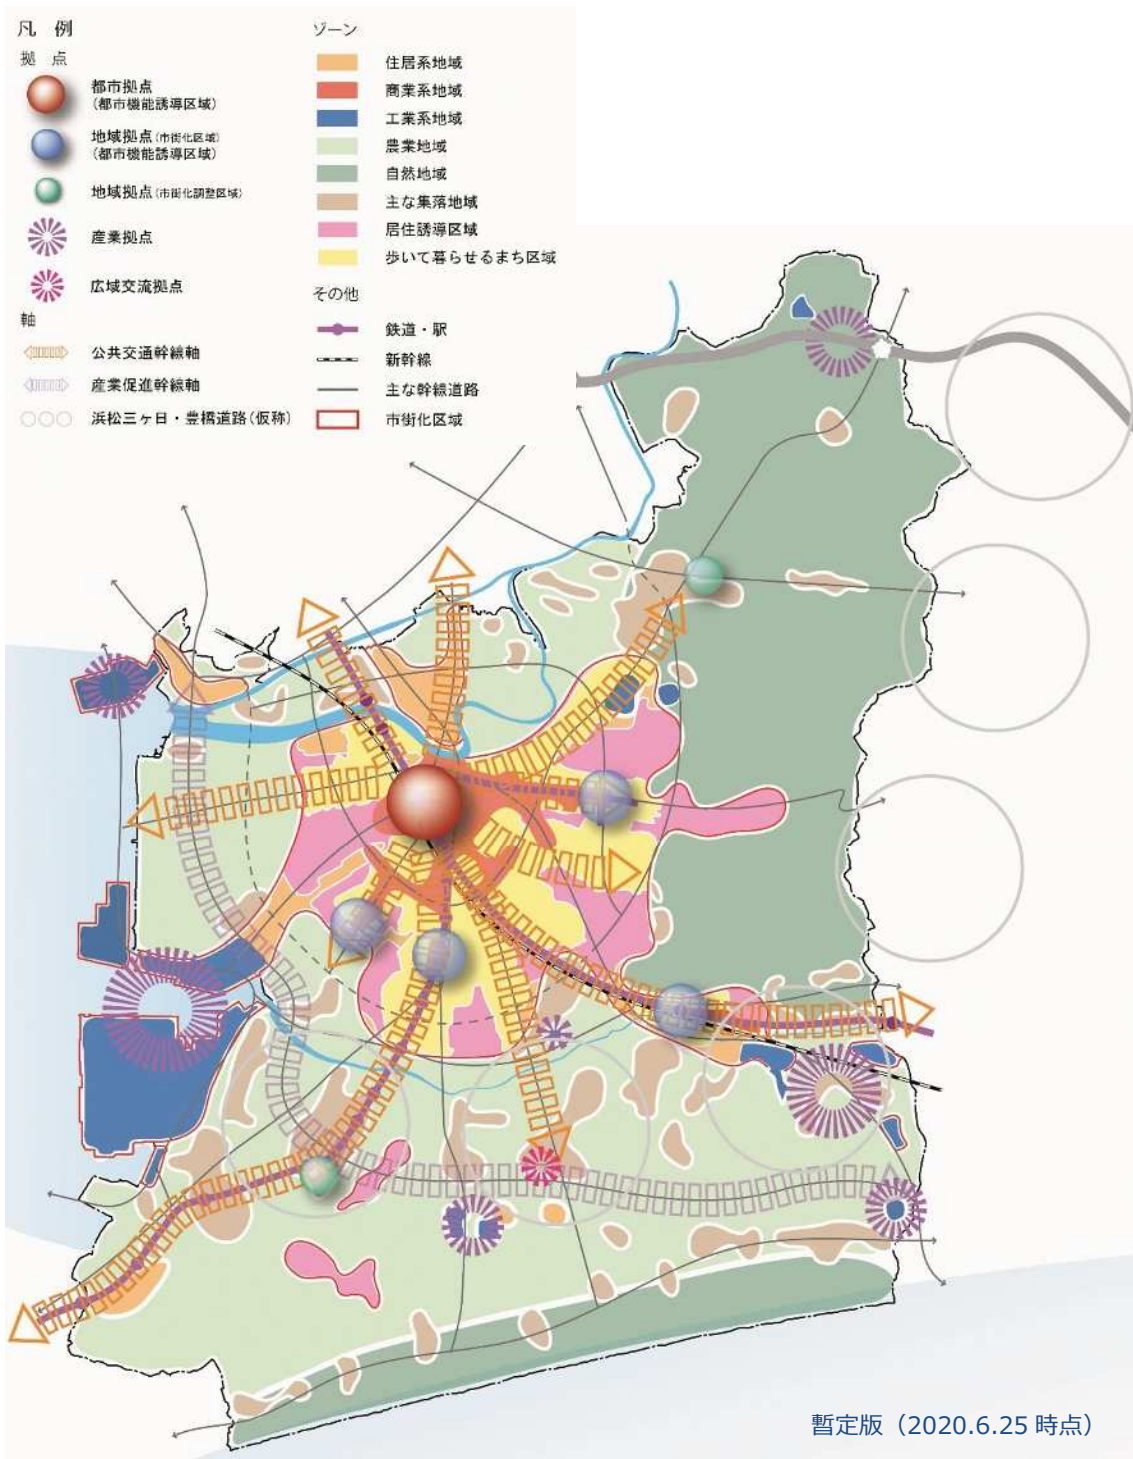 凡 例
拠 点
都市拠点
(都市機能誘導区域)
地域拠点(市街化区域)
(都市機能誘導区域)
地域拠点(市街化調整区域)
産業拠点
広域交流拠点
軸
公共交通幹線軸
産業促進幹線軸
浜松三ヶ日・豊橋道路(仮称)
ゾーン
住居系地域
商業系地域
工業系地域
農業地域
自然地域
主な集落地域
居住誘導区域
歩いて暮らせるまち区域
その他
鉄道・駅
新幹線
主な幹線道路
市街化区域
暫定版（2020.6.25 時点）